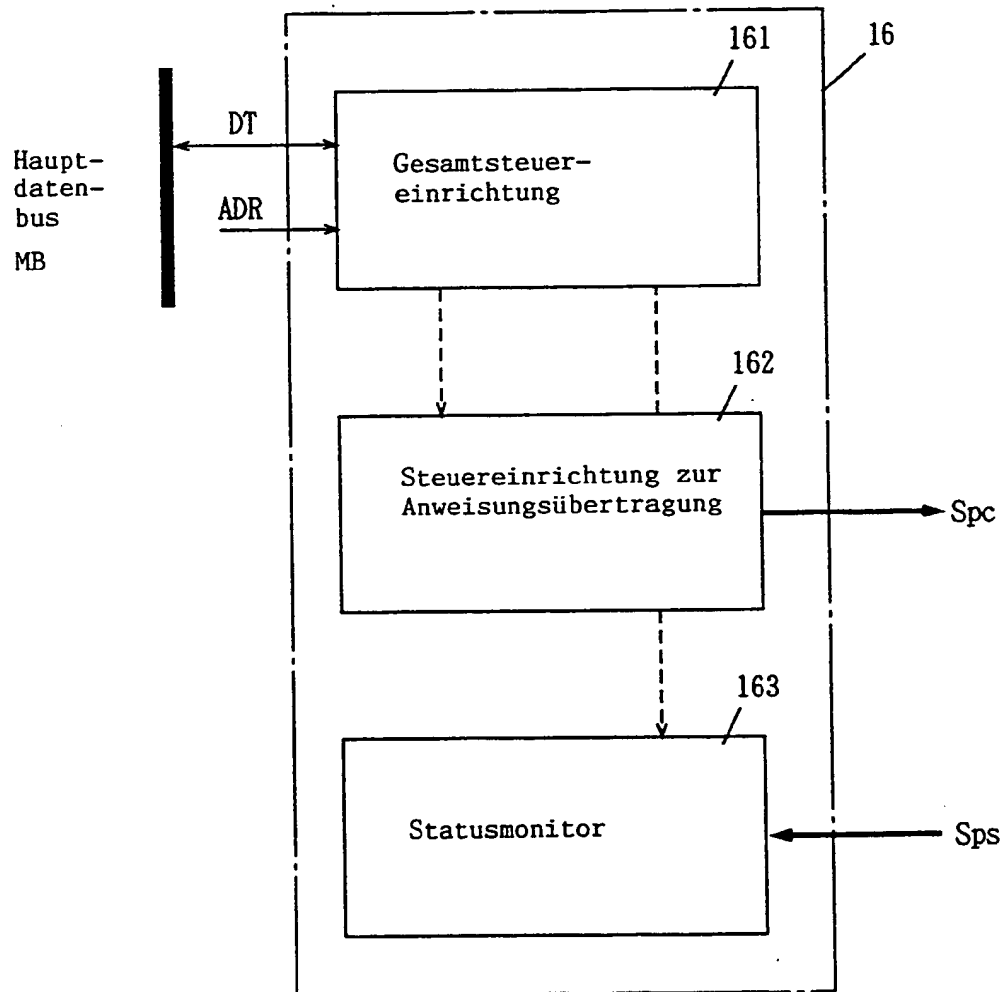 16
161
Haupt-
daten-
bus
MB
DT
ADR
Gesamtsteuer-
einrichtung
162
Steuereinrichtung zur
Anweisungsübertragung
Spc
163
Statusmonitor
Sps